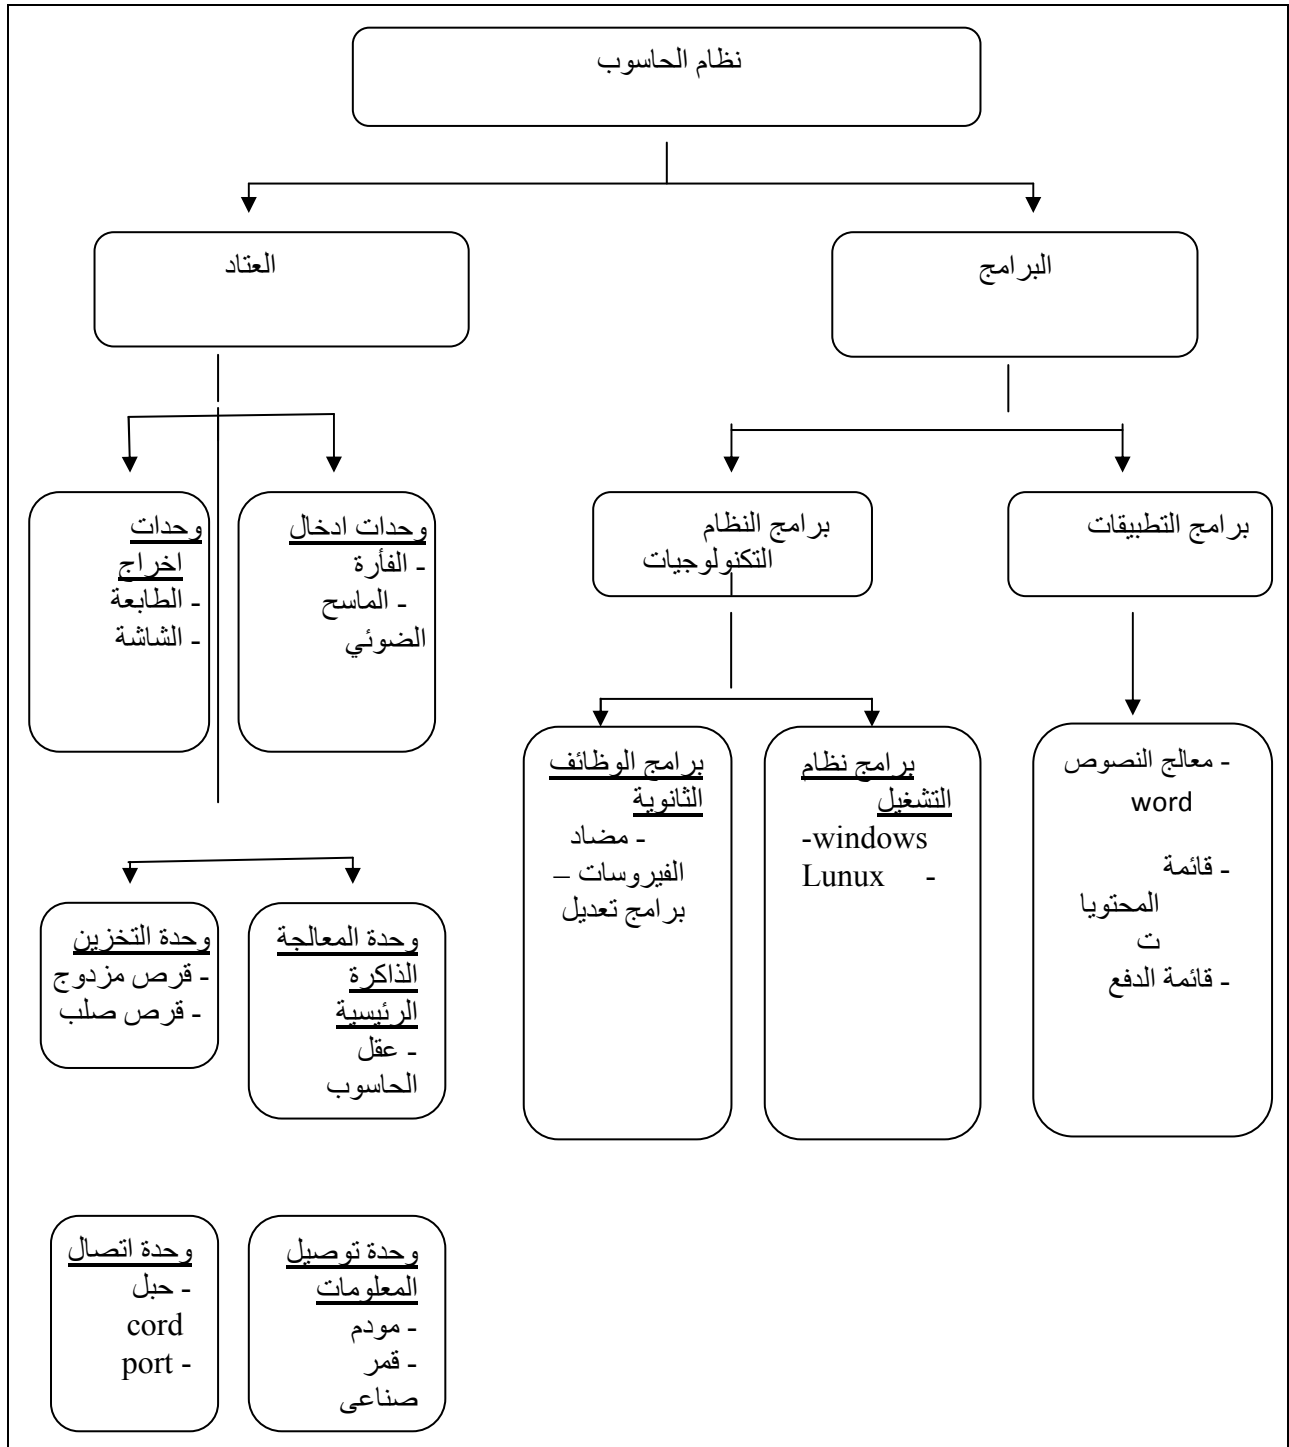 نظام الحاسوب
البرامج
العتاد
برامج التطبيقات
برامج النظام
التكنولوجيات
وحدات ادخال
- الفأرة
- الماسح
الضوئي
وحدات
اخراج
- الطابعة
- الشاشة
- معالج النصوص
word
- قائمة
المحتويا
ت
- قائمة الدفع
برامج نظام
التشغيل
-windows
Lunux -
برامج الوظائف
الثانوية
- مضاد
الفيروسات –
برامج تعديل
وحدة المعالجة
الذاكرة
الرئيسية
- عقل
الحاسوب
وحدة التخزين
- قرص مزدوج
- قرص صلب
وحدة توصيل
المعلومات
- مودم
- قمر
صناعى
وحدة اتصال
- حبل
cord
port -